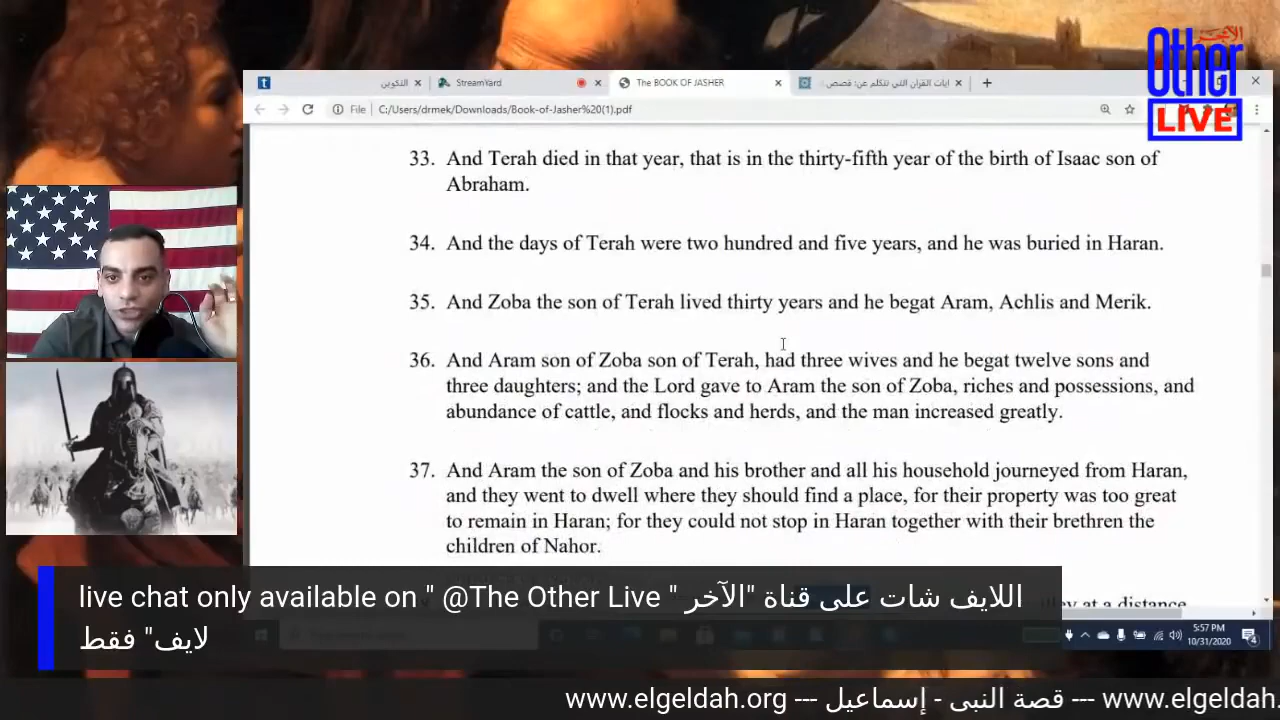 الآخر
Other
LIVE
التكوين
StreamYard
The BOOK OF JASHER
ايات القران التي تتكلم عن: قصص
File
C:/Users/drmek/Downloads/Book-of-Jasher%20(1).pdf
33. And Terah died in that year, that is in the thirty-fifth year of the birth of Isaac son of
Abraham.
34. And the days of Terah were two hundred and five years, and he was buried in Haran.
35. And Zoba the son of Terah lived thirty years and he begat Aram, Achlis and Merik.
36. And Aram son of Zoba son of Terah, had three wives and he begat twelve sons and
three daughters; and the Lord gave to Aram the son of Zoba, riches and possessions, and
abundance of cattle, and flocks and herds, and the man increased greatly.
37. And Aram the son of Zoba and his brother and all his household journeyed from Haran,
and they went to dwell where they should find a place, for their property was too great
to remain in Haran; for they could not stop in Haran together with their brethren the
children of Nahor.
at a distance
live chat only available on " @The Other Live " اللايف شات على قناة "الآخر
لايف" فقط
5:57 PM
10/31/2020
www.elgeldah.org --- قصة النبى - إسماعيل --- www.elgeldah.